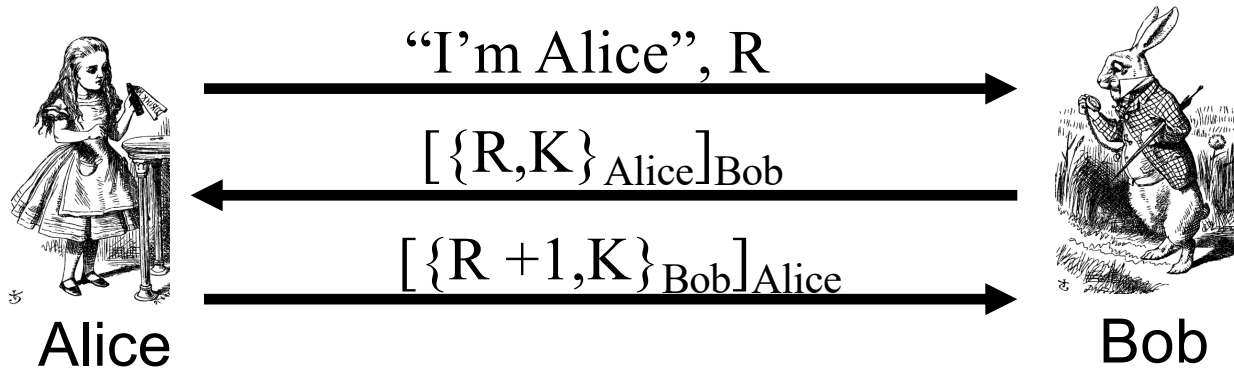 “I’m Alice”, R
[{R,K}Alice]Bob
[{R +1,K}Bob]Alice
Alice
Bob